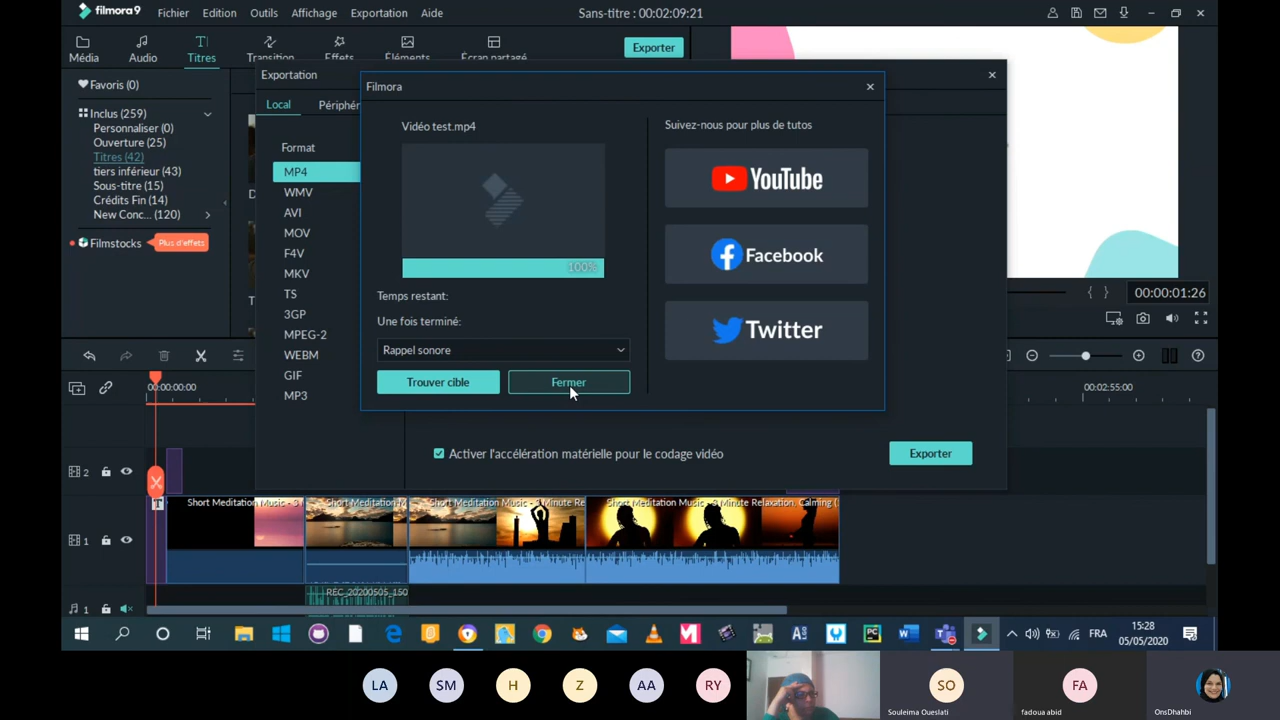 filmora9 Fichier Edition Outils Affichage Exportation Aide Sans-titre : 00:02:09:21
Média Audio Titres Transition Effets Éléments Écran partagé Exporter
Favoris (0)
Inclus (259)
Personnaliser (0)
Ouverture (25)
Titres (42)
tiers inférieur (43)
Sous-titre (15)
Crédits Fin (14)
New Conc... (120)
Filmstocks Plus d'effets
Exportation
Local Périphér
Format
MP4
WMV
AVI
MOV
F4V
MKV
TS
3GP
MPEG-2
WEBM
GIF
MP3
Filmora
Vidéo test.mp4
100%
Temps restant:
Une fois terminé:
Rappel sonore
Trouver cible Fermer
Suivez-nous pour plus de tutos
YouTube
Facebook
Twitter
Activer l'accélération matérielle pour le codage vidéo Exporter
00:00:01:26
00:00:00:00 00:02:55:00
2
1
Short Meditation Music - 3 M
Short Meditation M
Short Meditation Music - 3 Minute Re
Short Meditation Music - 3 Minute Relaxation, Calming (
REC_20200505_150
1
FRA 15:28
05/05/2020
LA SM H Z AA RY SO FA
Souleima Oueslati fadoua abid OnsDhahbi